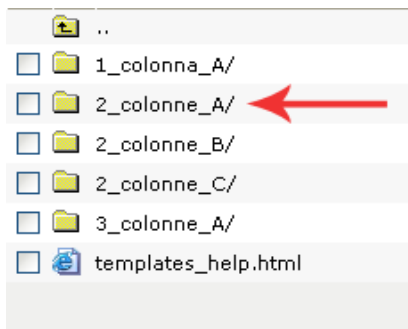 ..
1_colonna_A/
2_colonne_A/
2_colonne_B/
2_colonne_C/
3_colonne_A/
templates_help.html